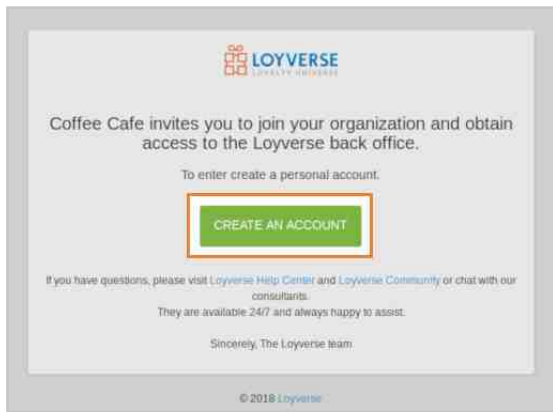 LOYVERSE
LOYALTY UNIVERSE
Coffee Cafe invites you to join your organization and obtain
access to the Loyverse back office.
To enter create a personal account.
CREATE AN ACCOUNT
If you have questions, please visit Loyverse Help Center and Loyverse Community or chat with our
consultants.
They are available 24/7 and always happy to assist.
Sincerely, The Loyverse team
© 2018 Loyverse